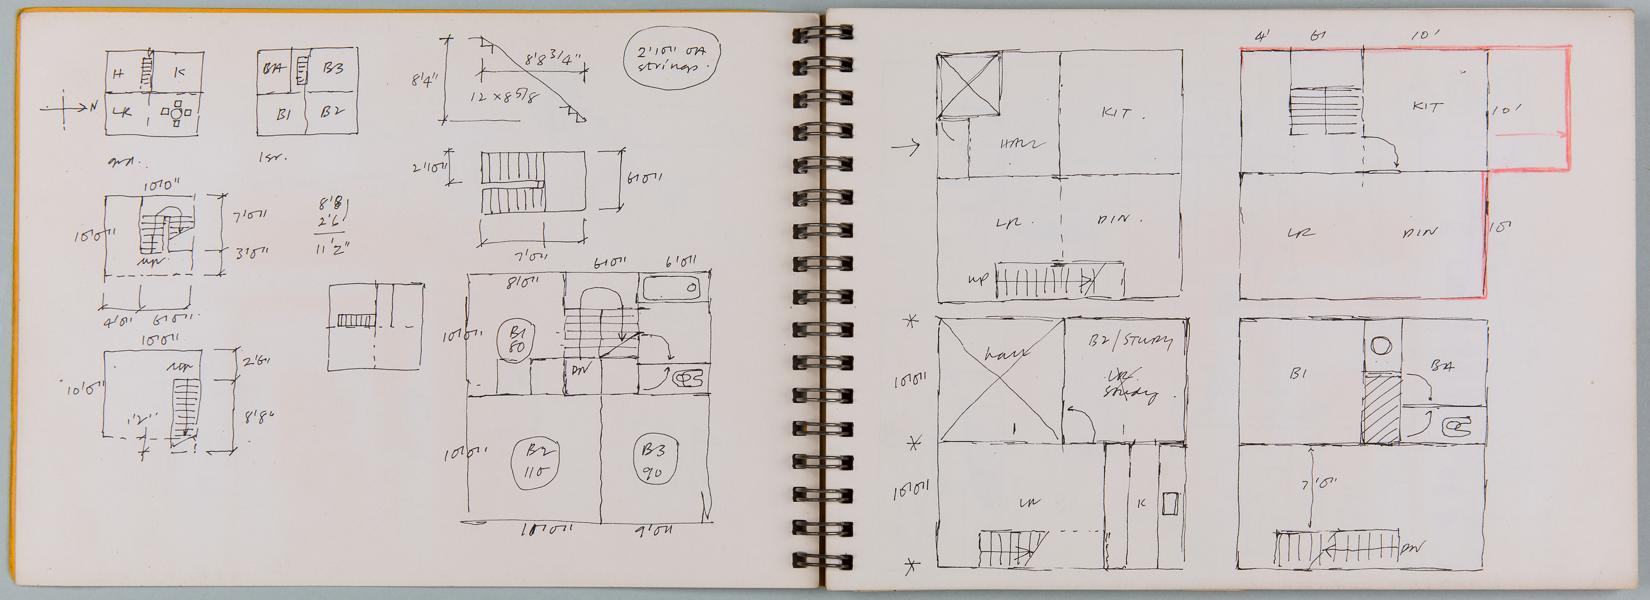 H
K
LR
N
grd.
BA
B3
B1
B2
1st.
8'4"
8'8 3/4"
12 x 8 5/8
2'10" OA
strings.
10'0"
10'0"
7'0"
3'0"
up
4'0"
6'0"
8'8"
2'6"
11'2"
2'10"
6'0"
7'0"
10'0"
10'0"
up
2'6"
8'8"
1'2"
8'0"
6'0"
6'0"
10'0"
B1
80
DN
10'0"
B2
110
B3
90
10'0"
9'0"
HALL
KIT.
LR.
DIN.
UP
4'
6'
10'
KIT
10'
LR
DIN
10'
hall
B2/STUDY
LR
Study
10'0"
10'0"
LR
K
B1
BA
7'0"
DN